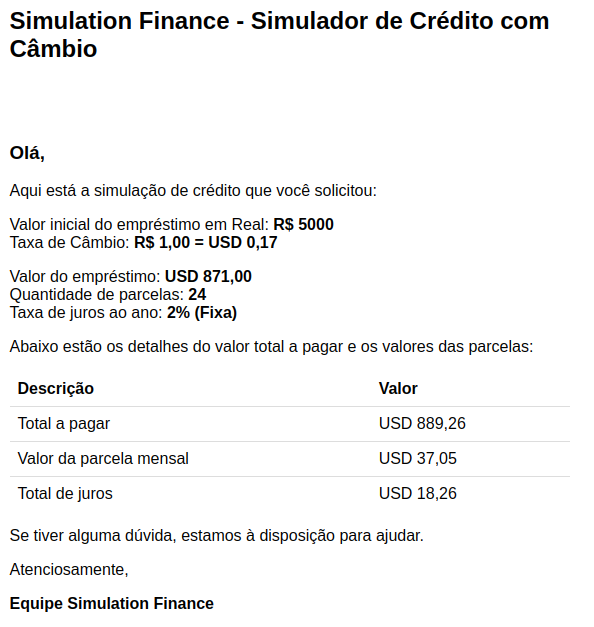 Simulation Finance - Simulador de Crédito com
Câmbio
Olá,
Aqui está a simulação de crédito que você solicitou:
Valor inicial do empréstimo em Real: R$ 5000
Taxa de Câmbio: R$ 1,00 = USD 0,17
Valor do empréstimo: USD 871,00
Quantidade de parcelas: 24
Taxa de juros ao ano: 2% (Fixa)
Abaixo estão os detalhes do valor total a pagar e os valores das parcelas:
Descrição Valor
Total a pagar USD 889,26
Valor da parcela mensal USD 37,05
Total de juros USD 18,26
Se tiver alguma dúvida, estamos à disposição para ajudar.
Atenciosamente,
Equipe Simulation Finance